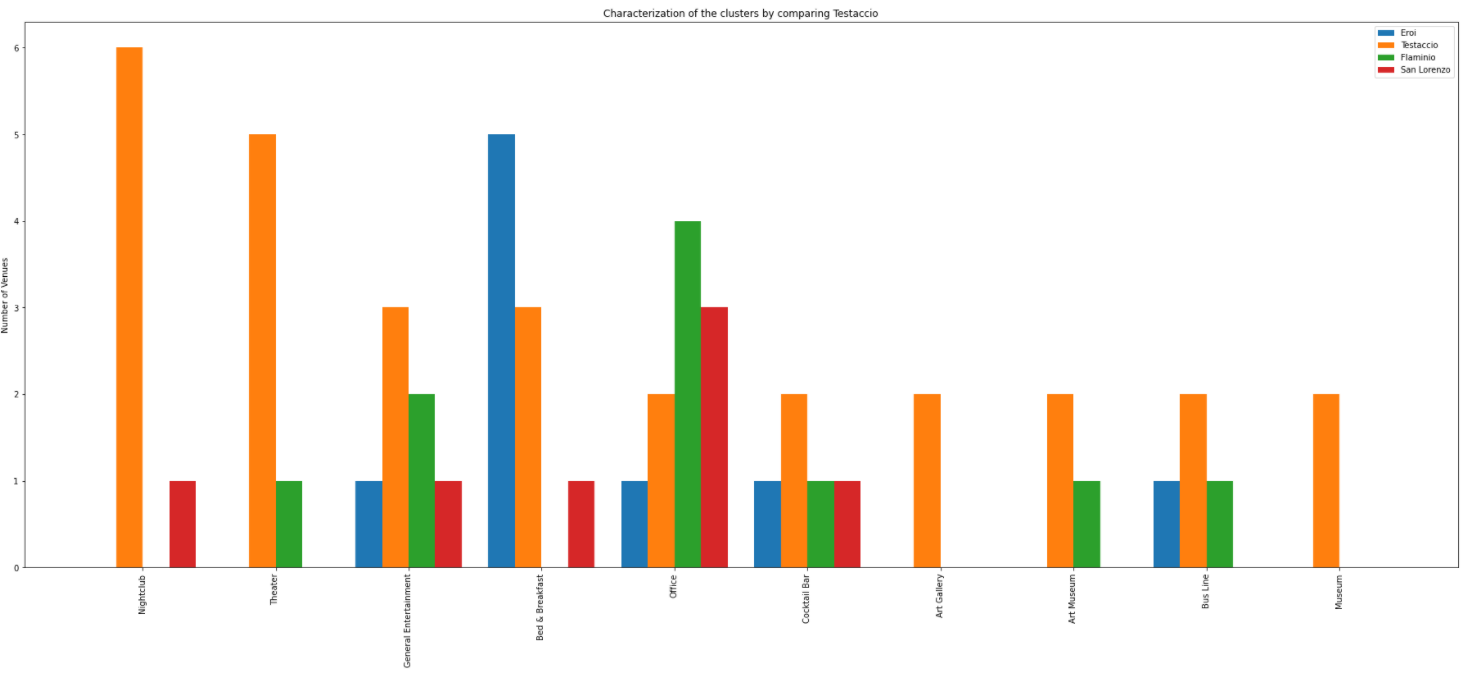 Characterization of the clusters by comparing Testaccio
Eroi
Testaccio
Flaminio
San Lorenzo
Number of Venues
6
5
4
3
2
1
0
Nightclub
Theater
General Entertainment
Bed & Breakfast
Office
Cocktail Bar
Art Gallery
Art Museum
Bus Line
Museum